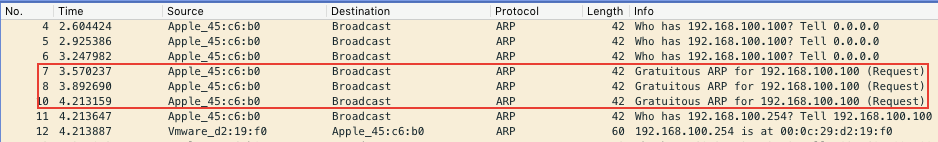 No. Time Source Destination Protocol Length Info
4 2.604424 Apple_45:c6:b0 Broadcast ARP 42 Who has 192.168.100.100? Tell 0.0.0.0
5 2.925386 Apple_45:c6:b0 Broadcast ARP 42 Who has 192.168.100.100? Tell 0.0.0.0
6 3.247982 Apple_45:c6:b0 Broadcast ARP 42 Who has 192.168.100.100? Tell 0.0.0.0
7 3.570237 Apple_45:c6:b0 Broadcast ARP 42 Gratuitous ARP for 192.168.100.100 (Request)
8 3.892690 Apple_45:c6:b0 Broadcast ARP 42 Gratuitous ARP for 192.168.100.100 (Request)
10 4.213159 Apple_45:c6:b0 Broadcast ARP 42 Gratuitous ARP for 192.168.100.100 (Request)
11 4.213647 Apple_45:c6:b0 Broadcast ARP 42 Who has 192.168.100.254? Tell 192.168.100.100
12 4.213887 Vmware_d2:19:f0 Apple_45:c6:b0 ARP 60 192.168.100.254 is at 00:0c:29:d2:19:f0